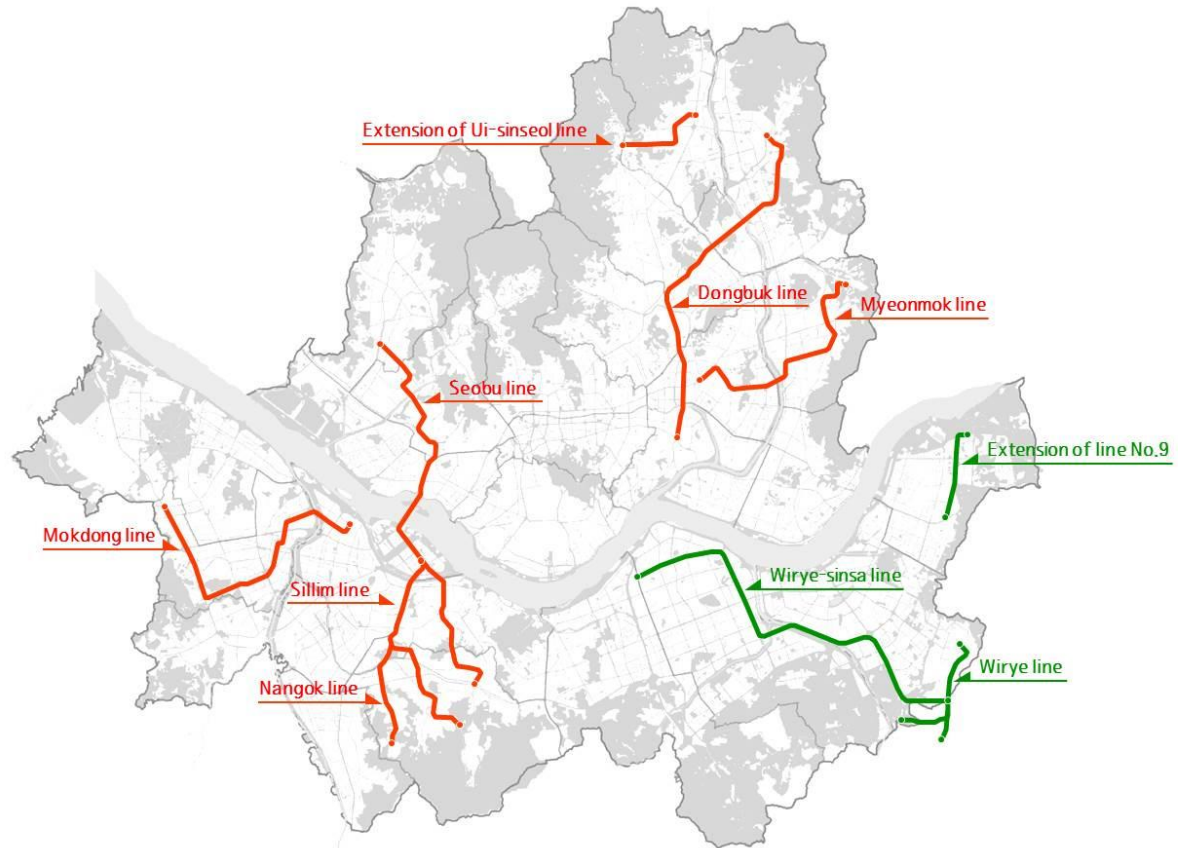 Extension of Ui-sinseol line
Dongbuk line
Myeonmok line
Seobu line
Extension of line No.9
Mokdong line
Wirye-sinsa line
Sillim line
Wirye line
Nangok line